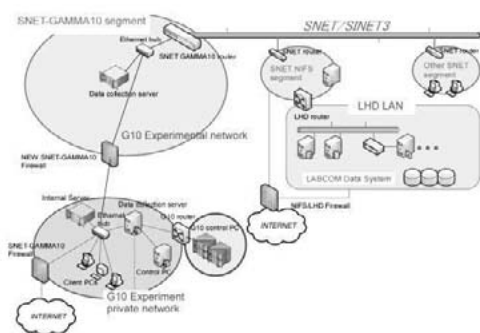 SNET-GAMMA10 segment
SNET/SINET3
Ethernet hub
SNET GAMMA10 router
SNET router
SNET router
SNET NIFS
segment
Other SNET
segment
Data collection server
LHD LAN
LHD router
G10 Experimental network
NEW SNET-GAMMA10
Firewall
LABCOM Data System
Internal Server
Data collection server
Ethernet
hub
G10 router
G10 control PC
INTERNET
NIFS/LHD Firewall
SNET-GAMMA10
Firewall
Control PC
Client PCs
G10 Experiment
private network
INTERNET